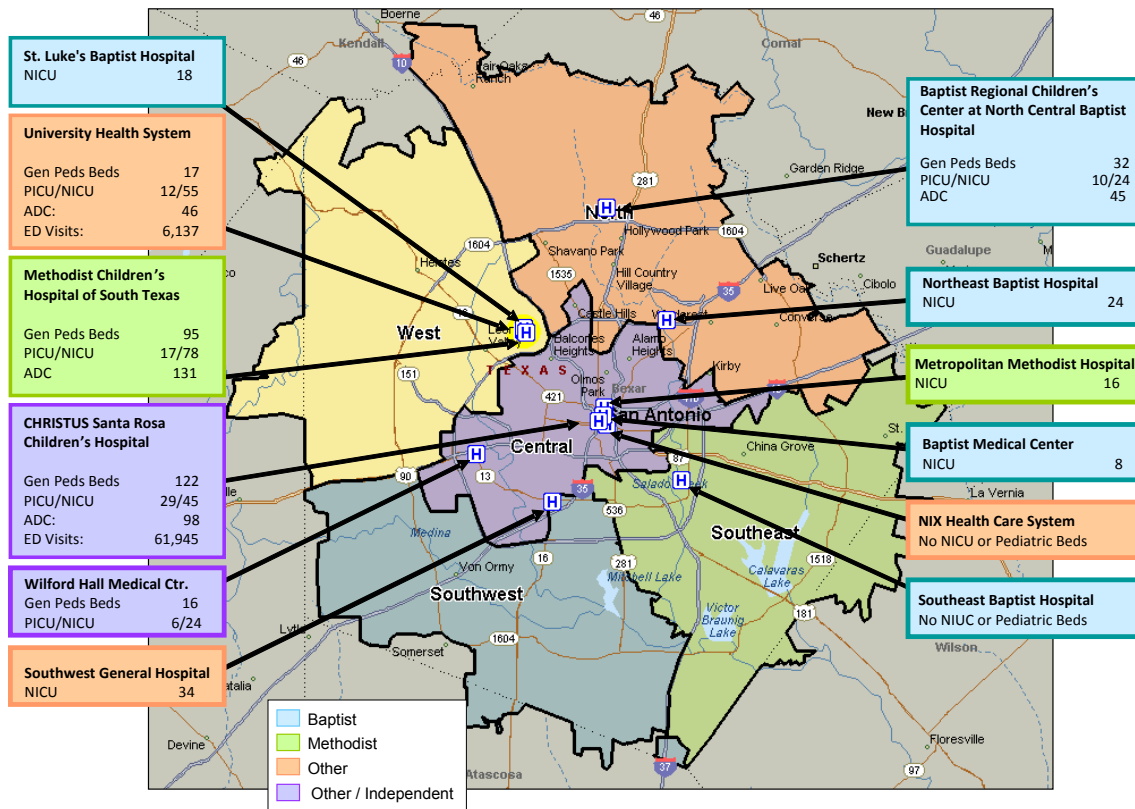 St. Luke's Baptist Hospital
NICU 18
University Health System
Gen Peds Beds 17
PICU/NICU 12/55
ADC: 46
ED Visits: 6,137
Methodist Children's
Hospital of South Texas
Gen Peds Beds 95
PICU/NICU 17/78
ADC 131
CHRISTUS Santa Rosa
Children's Hospital
Gen Peds Beds 122
PICU/NICU 29/45
ADC: 98
ED Visits: 61,945
Wilford Hall Medical Ctr.
Gen Peds Beds 16
PICU/NICU 6/24
Southwest General Hospital
NICU 34
Baptist Regional Children's
Center at North Central Baptist
Hospital
Gen Peds Beds 32
PICU/NICU 10/24
ADC 45
Northeast Baptist Hospital
NICU 24
Metropolitan Methodist Hospital
NICU 16
Baptist Medical Center
NICU 8
NIX Health Care System
No NICU or Pediatric Beds
Southeast Baptist Hospital
No NIUC or Pediatric Beds
Boerne
46
Kendall
Comal
10
46
Fair Oaks
Ranch
New
Garden Ridge
281
H
North
1604
Hollywood Park
1604
Shavano Park
Guadalupe
Schertz
Cibolo
1535
Hill Country
Village
35
Live
Castle Hills
Converse
West
H
H
Balcones
Heights
Alamo
Heights
Kirby
TEXAS
151
421
Olmos
Park
Bexar
H
San Antonio
Central
China Grove
St.
H
90
13
87
35
Salado Creek
H
La Vernia
H
536
Southeast
Medina
16
281
Von Ormy
Mitchell Lake
Calavaras
Lake
1518
Southwest
Victor
Braunig
Lake
181
1604
Somerset
Wilson
Devine
Floresville
37
97
Atascosa
Baptist
Methodist
Other
Other / Independent